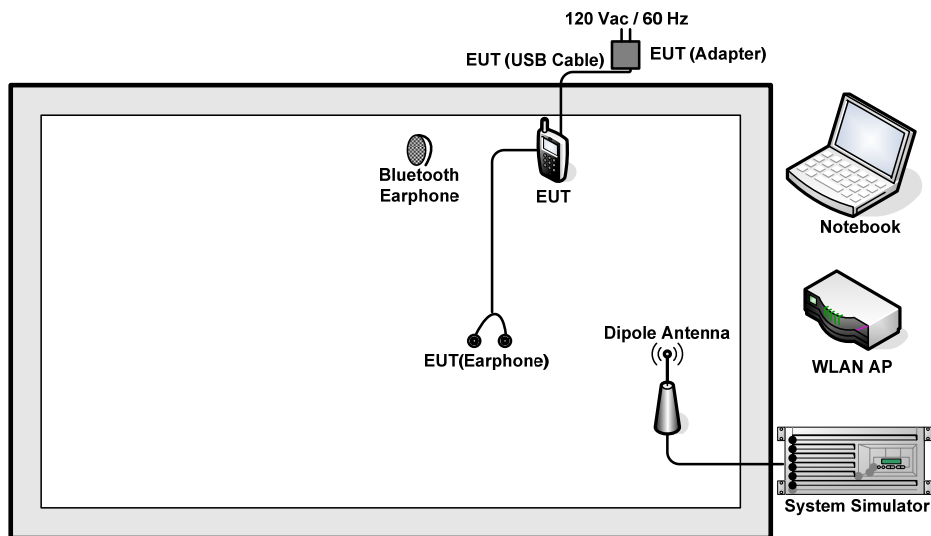 120 Vac / 60 Hz
EUT (USB Cable)
EUT (Adapter)
Bluetooth
Earphone
EUT
Notebook
EUT(Earphone)
Dipole Antenna
WLAN AP
System Simulator